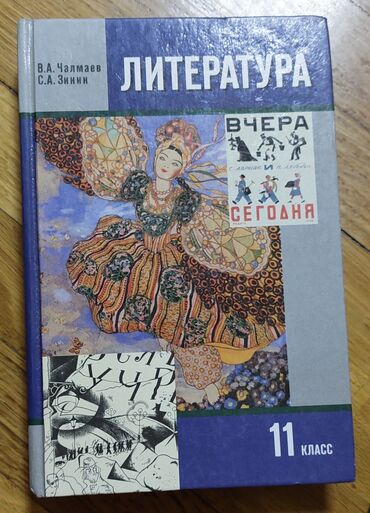 В.А. Чалмаев
С.А. Зинин
ЛИТЕРАТУРА
ВЧЕРА
И
СЕГОДНЯ
11 КЛАСС